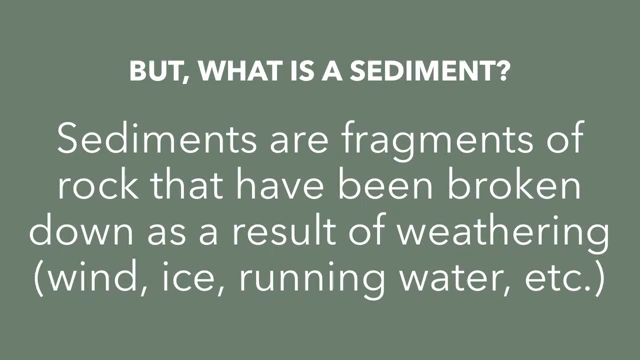 BUT, WHAT IS A SEDIMENT?
Sediments are fragments of
rock that have been broken
down as a result of weathering
(wind, ice, running water, etc.)